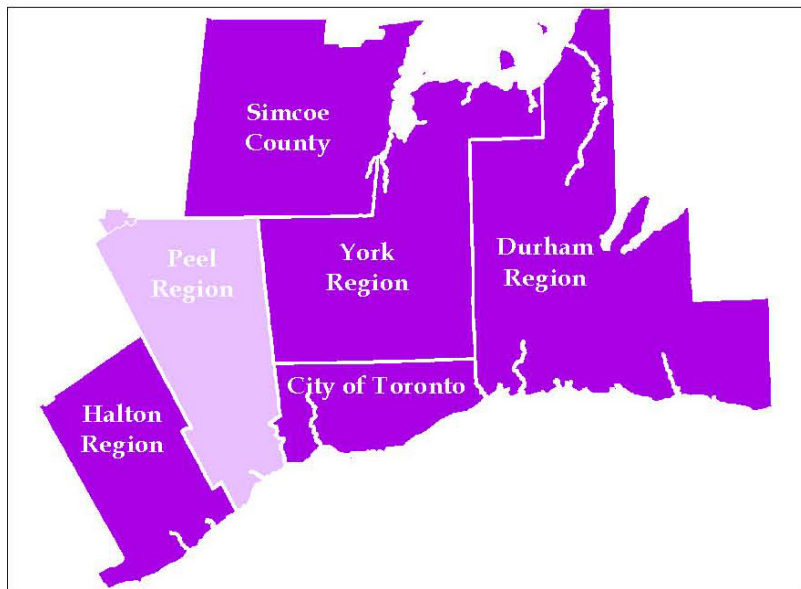 Simcoe
County
Peel
Region
York
Region
Durham
Region
City of Toronto
Halton
Region